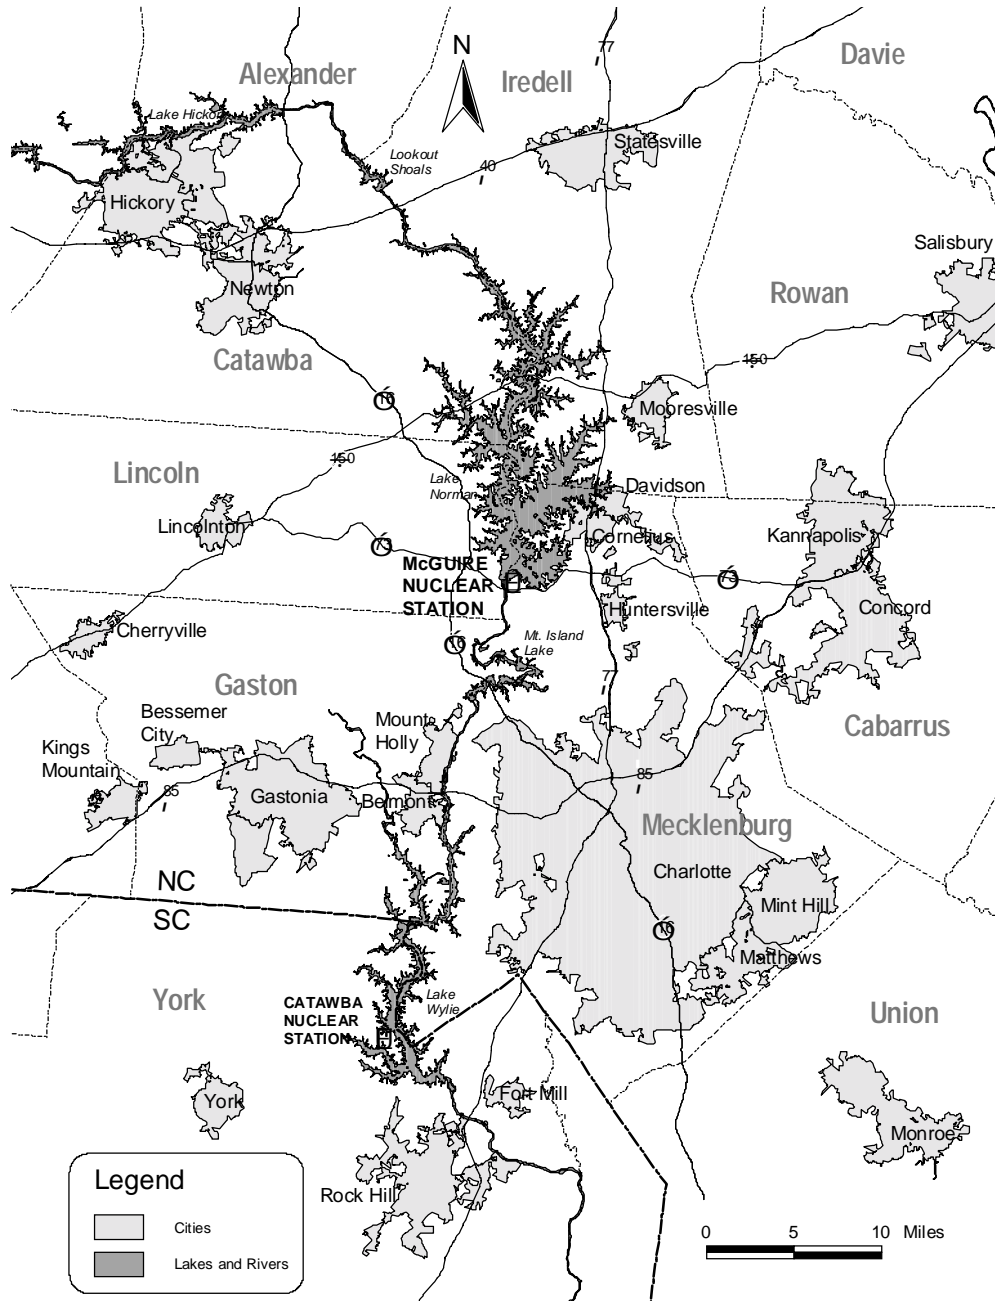 N
77
Davie
Alexander
Iredell
Lake Hickor
Statesville
Lookout
Shoals
40
Hickory
Salisbury
Newton
Rowan
Catawba
150
16
Mooresville
Lincoln
150
Lake
Norman
Davidson
Lincolnton
Cornelius
Kannapolis
73
McGUIRE
NUCLEAR
STATION
73
Huntersville
Concord
Cherryville
16
Mt. Island
Lake
Gaston
77
Bessemer
City
Mount
Holly
Cabarrus
Kings
Mountain
85
85
Gastonia
Belmont
Mecklenburg
Charlotte
NC
SC
Mint Hill
16
Matthews
York
Lake
Wylie
CATAWBA
NUCLEAR
STATION
Union
York
Fort Mill
Monroe
Legend
Rock Hill
Cities
Lakes and Rivers
0 5 10 Miles